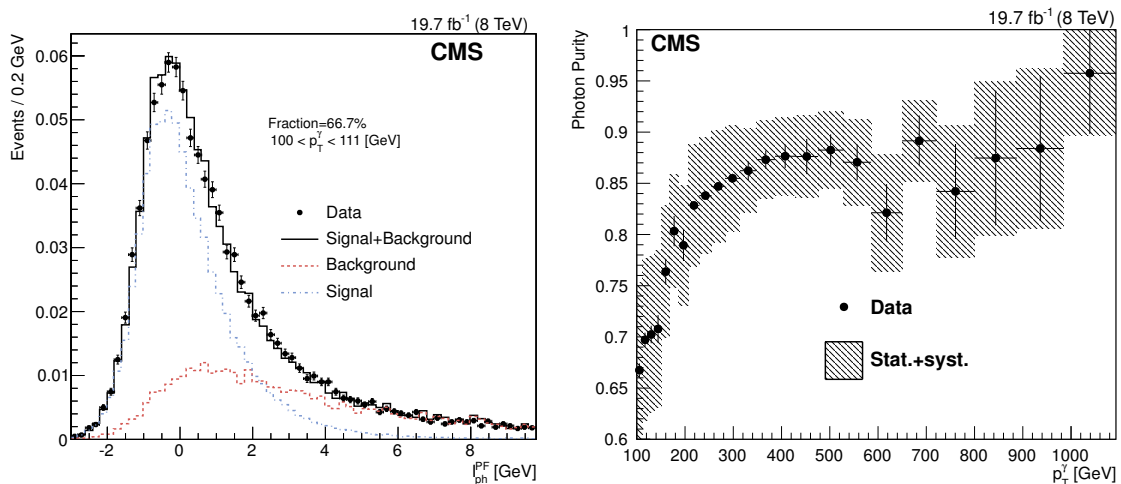 19.7 fb⁻¹ (8 TeV)
CMS
Events / 0.2 GeV
0.06
0.05
0.04
0.03
0.02
0.01
0
Fraction=66.7%
100 < p_T^γ < 111 [GeV]
Data
Signal+Background
Background
Signal
-2 0 2 4 6 8
I_ph^PF [GeV]
19.7 fb⁻¹ (8 TeV)
CMS
Photon Purity
1
0.95
0.9
0.85
0.8
0.75
0.7
0.65
0.6
Data
Stat.+syst.
100 200 300 400 500 600 700 800 900 1000
p_T^γ [GeV]